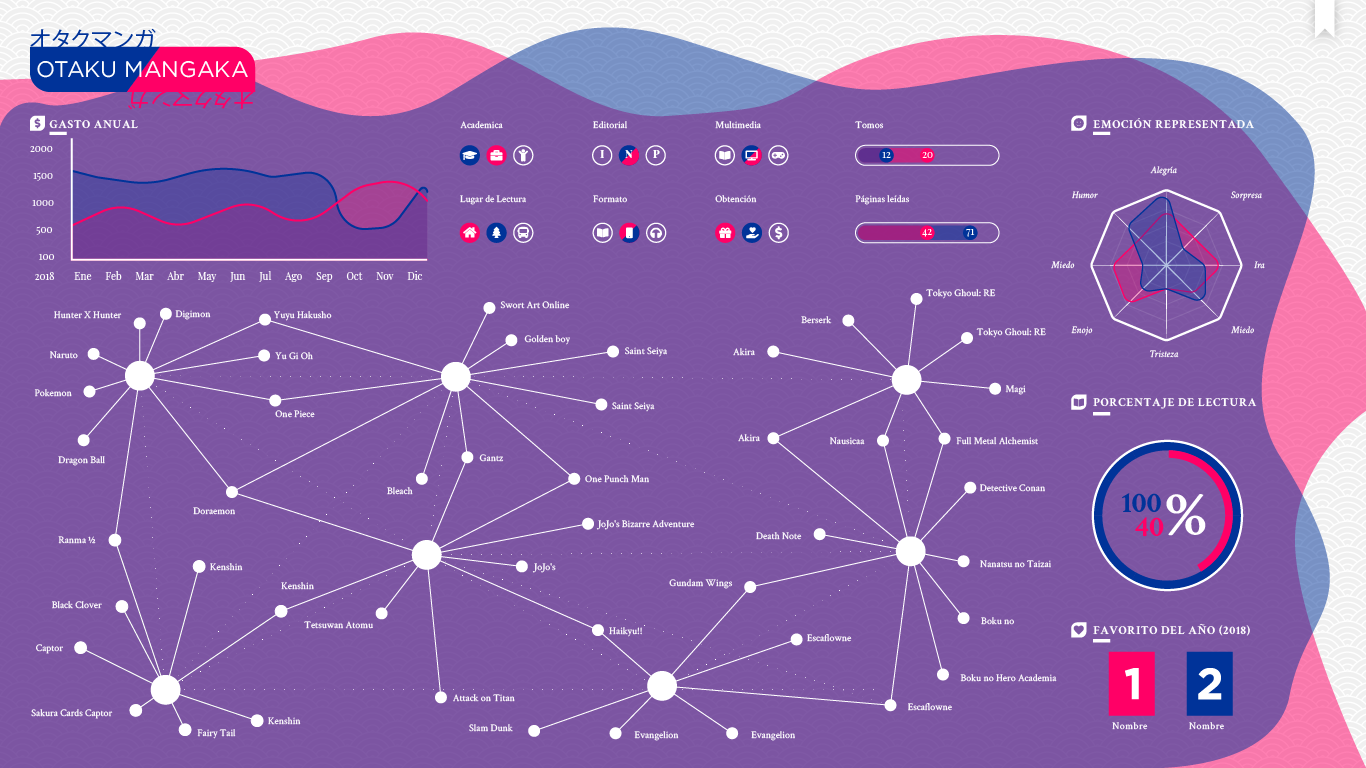 オタクマンガ
OTAKU MANGAKA
オタクマンガ
$ GASTO ANUAL
2000
1500
1000
500
100
2018 Ene Feb Mar Abr May Jun Jul Ago Sep Oct Nov Dic
Academica
Editorial
I N P
Multimedia
Tomos
12 20
Lugar de Lectura
Formato
Obtención
$
Páginas leídas
42 71
EMOCIÓN REPRESENTADA
Alegría
Humor
Sorpresa
Miedo
Ira
Enojo
Miedo
Tristeza
Hunter X Hunter
Digimon
Yuyu Hakusho
Naruto
Yu Gi Oh
Pokemon
One Piece
Dragon Ball
Doraemon
Ranma ½
Swort Art Online
Golden boy
Saint Seiya
Saint Seiya
Gantz
Bleach
One Punch Man
JoJo's Bizarre Adventure
JoJo's
Kenshin
Kenshin
Tetsuwan Atomu
Haikyu!!
Attack on Titan
Black Clover
Captor
Sakura Cards Captor
Fairy Tail
Kenshin
Tokyo Ghoul: RE
Berserk
Tokyo Ghoul: RE
Akira
Magi
Akira
Nausicaa
Full Metal Alchemist
Detective Conan
Death Note
Nanatsu no Taizai
Gundam Wings
Boku no
Escaflowne
Boku no Hero Academia
Escaflowne
Slam Dunk
Evangelion
Evangelion
PORCENTAJE DE LECTURA
100
40
%
FAVORITO DEL AÑO (2018)
1
2
Nombre
Nombre